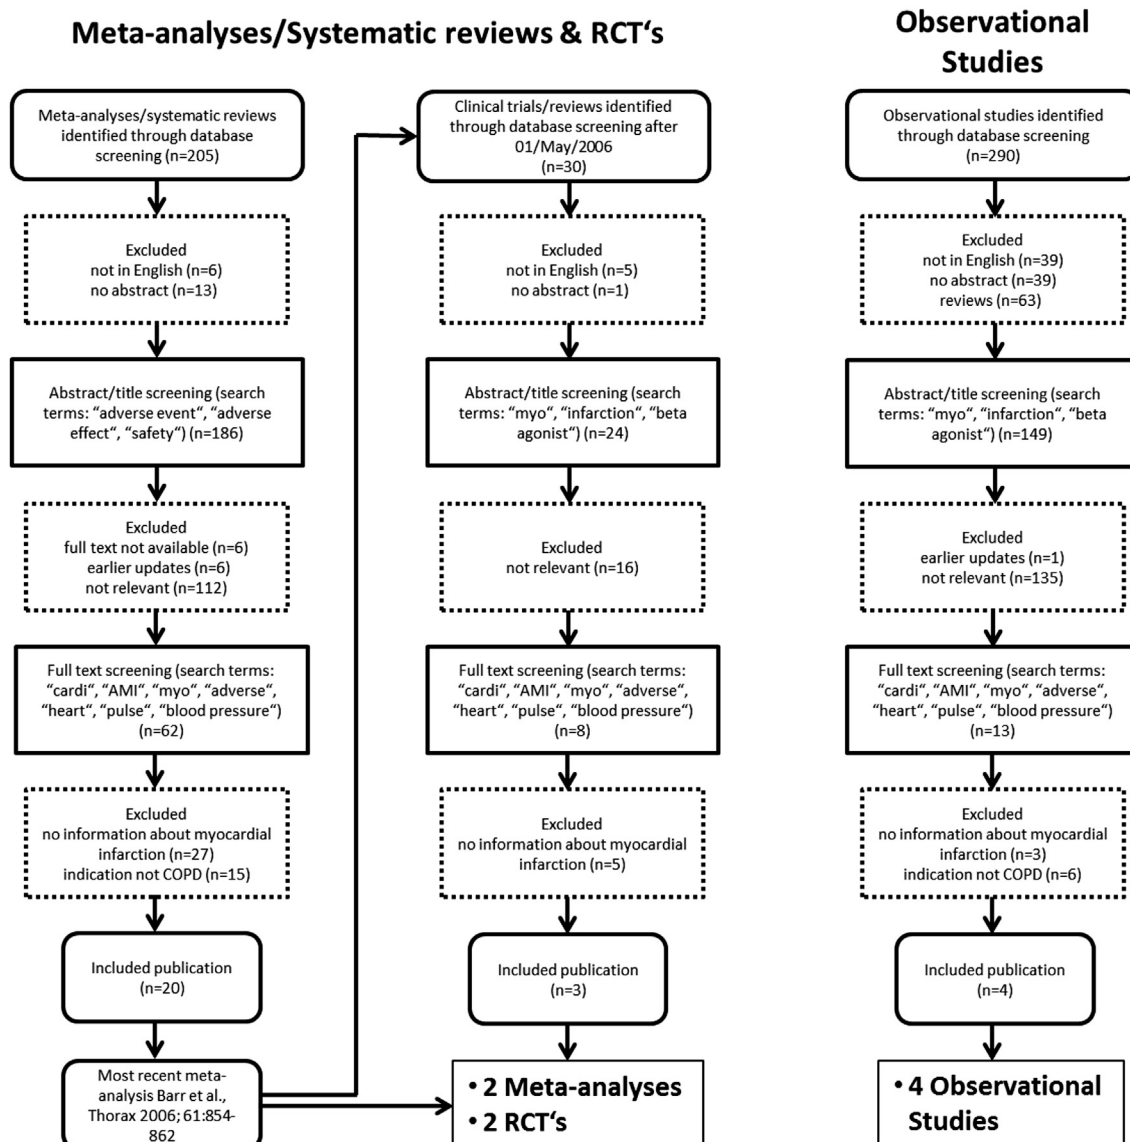 Meta-analyses/Systematic reviews & RCT‘s
Meta-analyses/systematic reviews
identified through database
screening (n=205)
Excluded
not in English (n=6)
no abstract (n=13)
Abstract/title screening (search
terms: “adverse event“, “adverse
effect“, “safety“) (n=186)
Excluded
full text not available (n=6)
earlier updates (n=6)
not relevant (n=112)
Full text screening (search terms:
“cardi“, “AMI“, “myo“, “adverse“,
“heart“, “pulse“, “blood pressure“)
(n=62)
Excluded
no information about myocardial
infarction (n=27)
indication not COPD (n=15)
Included publication
(n=20)
Most recent meta-
analysis Barr et al.,
Thorax 2006; 61:854-
862
Clinical trials/reviews identified
through database screening after
01/May/2006
(n=30)
Excluded
not in English (n=5)
no abstract (n=1)
Abstract/title screening (search
terms: “myo“, “infarction“, “beta
agonist“) (n=24)
Excluded
not relevant (n=16)
Full text screening (search terms:
“cardi“, “AMI“, “myo“, “adverse“,
“heart“, “pulse“, “blood pressure“)
(n=8)
Excluded
no information about myocardial
infarction (n=5)
Included publication
(n=3)
• 2 Meta-analyses
• 2 RCT‘s
Observational
Studies
Observational studies identified
through database screening
(n=290)
Excluded
not in English (n=39)
no abstract (n=39)
reviews (n=63)
Abstract/title screening (search
terms: “myo“, “infarction“, “beta
agonist“) (n=149)
Excluded
earlier updates (n=1)
not relevant (n=135)
Full text screening (search terms:
“cardi“, “AMI“, “myo“, “adverse“,
“heart“, “pulse“, “blood pressure“)
(n=13)
Excluded
no information about myocardial
infarction (n=3)
indication not COPD (n=6)
Included publication
(n=4)
• 4 Observational
Studies